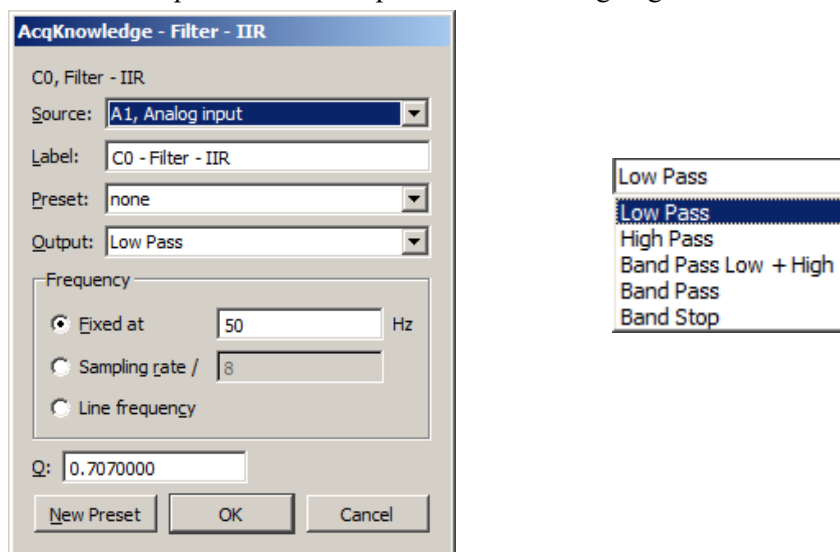 AcqKnowledge - Filter - IIR
C0, Filter - IIR
Source: A1, Analog input
Label: C0 - Filter - IIR
Preset: none
Output: Low Pass
Frequency
Fixed at 50 Hz
Sampling rate / 8
Line frequency
Q: 0.7070000
New Preset OK Cancel
Low Pass
Low Pass
High Pass
Band Pass Low + High
Band Pass
Band Stop